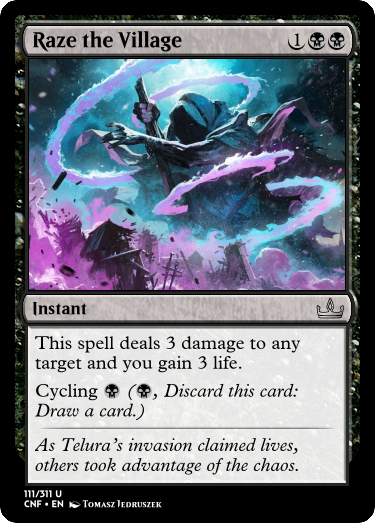 Raze the Village 1
Instant
This spell deals 3 damage to any
target and you gain 3 life.
Cycling (, Discard this card:
Draw a card.)
As Telura's invasion claimed lives,
others took advantage of the chaos.
111/311 U
CNF • EN Tomasz Jedruszek